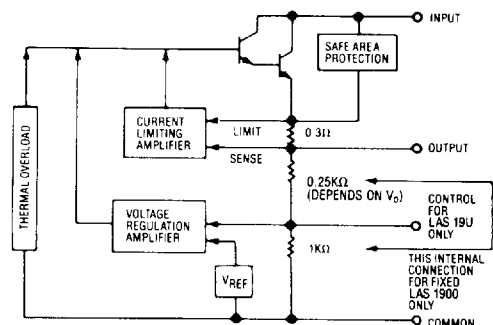 INPUT
SAFE AREA
PROTECTION
THERMAL OVERLOAD
CURRENT
LIMITING
AMPLIFIER
LIMIT
0.3Ω
SENSE
OUTPUT
0.25KΩ
(DEPENDS ON V₀)
VOLTAGE
REGULATION
AMPLIFIER
CONTROL
FOR
LAS 19U
ONLY
1KΩ
THIS INTERNAL
CONNECTION
FOR FIXED
LAS 1900
ONLY
VREF
COMMON